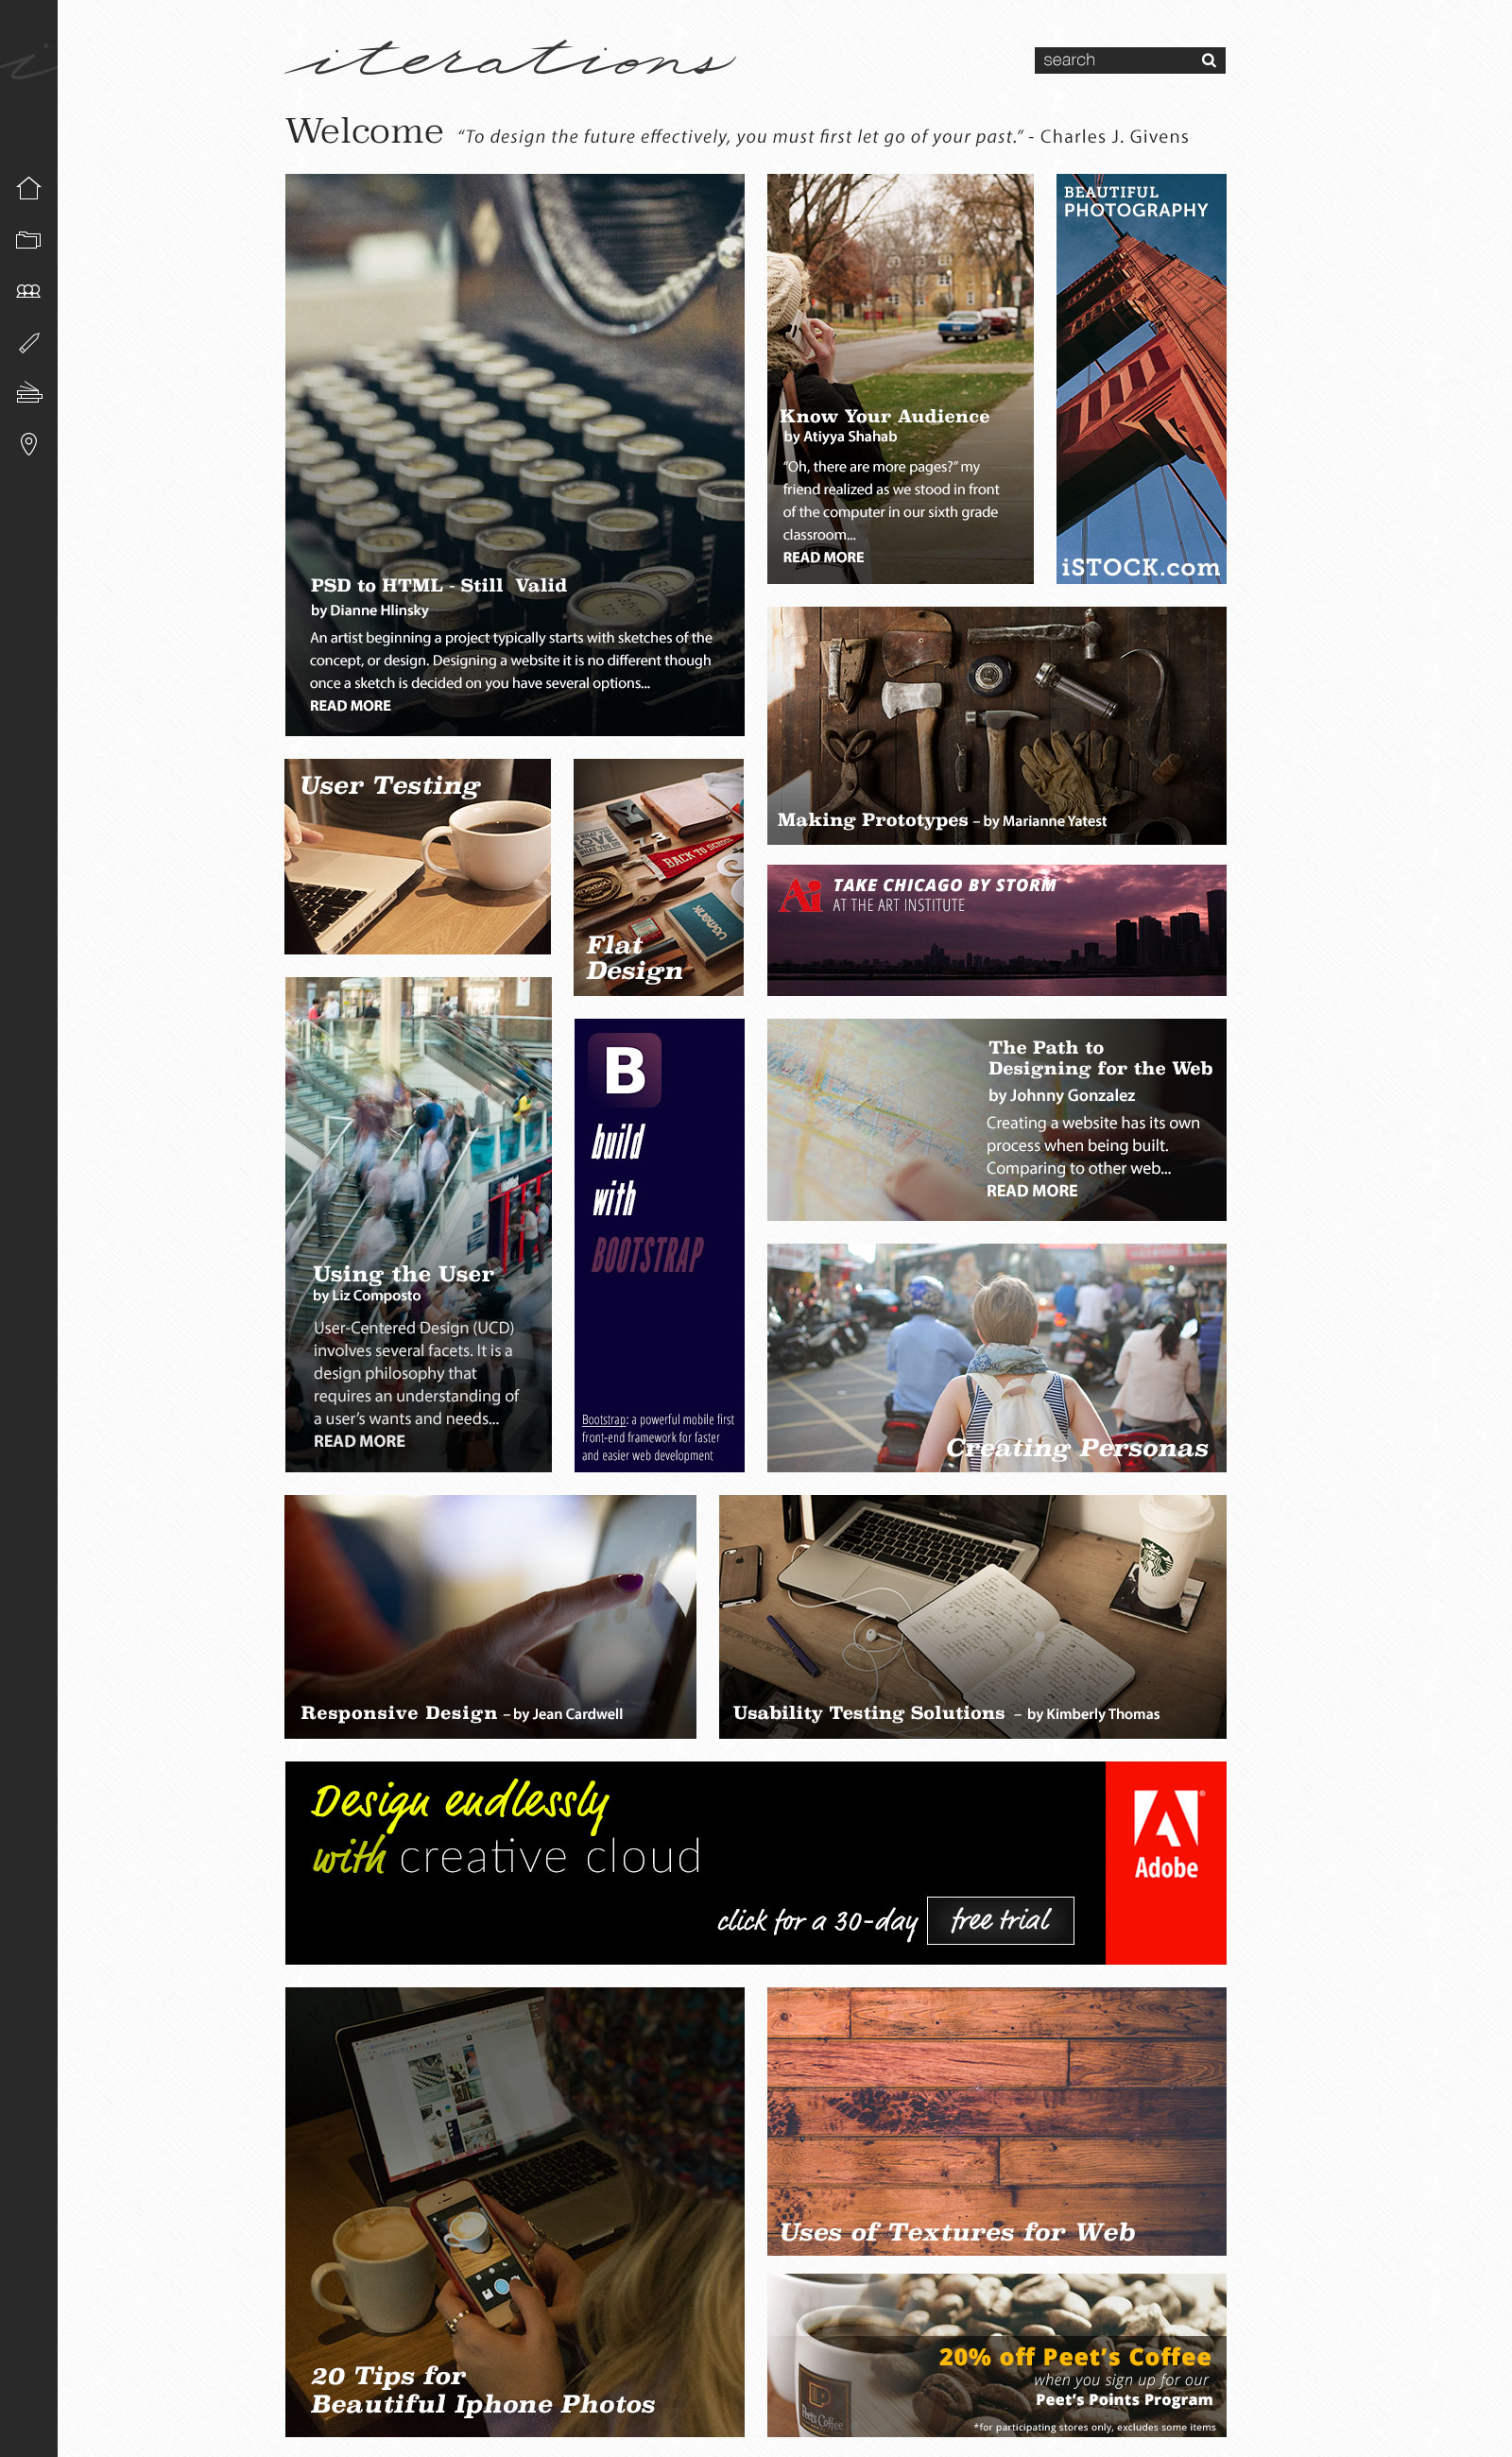 i
iterations
search
Welcome “To design the future effectively, you must first let go of your past.” - Charles J. Givens
PSD to HTML - Still Valid
by Dianne Hlinsky
An artist beginning a project typically starts with sketches of the
concept, or design. Designing a website it is no different though
once a sketch is decided on you have several options...
READ MORE
Know Your Audience
by Atiyya Shahab
“Oh, there are more pages?” my
friend realized as we stood in front
of the computer in our sixth grade
classroom...
READ MORE
BEAUTIFUL
PHOTOGRAPHY
iSTOCK.com
Making Prototypes – by Marianne Yatest
User Testing
BACK TO SCHOOL
LOVE
WHAT YOU DO
Flat
Design
Ai TAKE CHICAGO BY STORM
AT THE ART INSTITUTE
Using the User
by Liz Composto
User-Centered Design (UCD)
involves several facets. It is a
design philosophy that
requires an understanding of
a user’s wants and needs...
READ MORE
B
build
with
BOOTSTRAP
Bootstrap: a powerful mobile first
front-end framework for faster
and easier web development
The Path to
Designing for the Web
by Johnny Gonzalez
Creating a website has its own
process when being built.
Comparing to other web...
READ MORE
Creating Personas
Responsive Design – by Jean Cardwell
Usability Testing Solutions – by Kimberly Thomas
Design endlessly
with creative cloud
click for a 30-day free trial
Adobe
20 Tips for
Beautiful Iphone Photos
Uses of Textures for Web
Peet's Coffee
20% off Peet’s Coffee
when you sign up for our
Peet’s Points Program
*for participating stores only, excludes some items